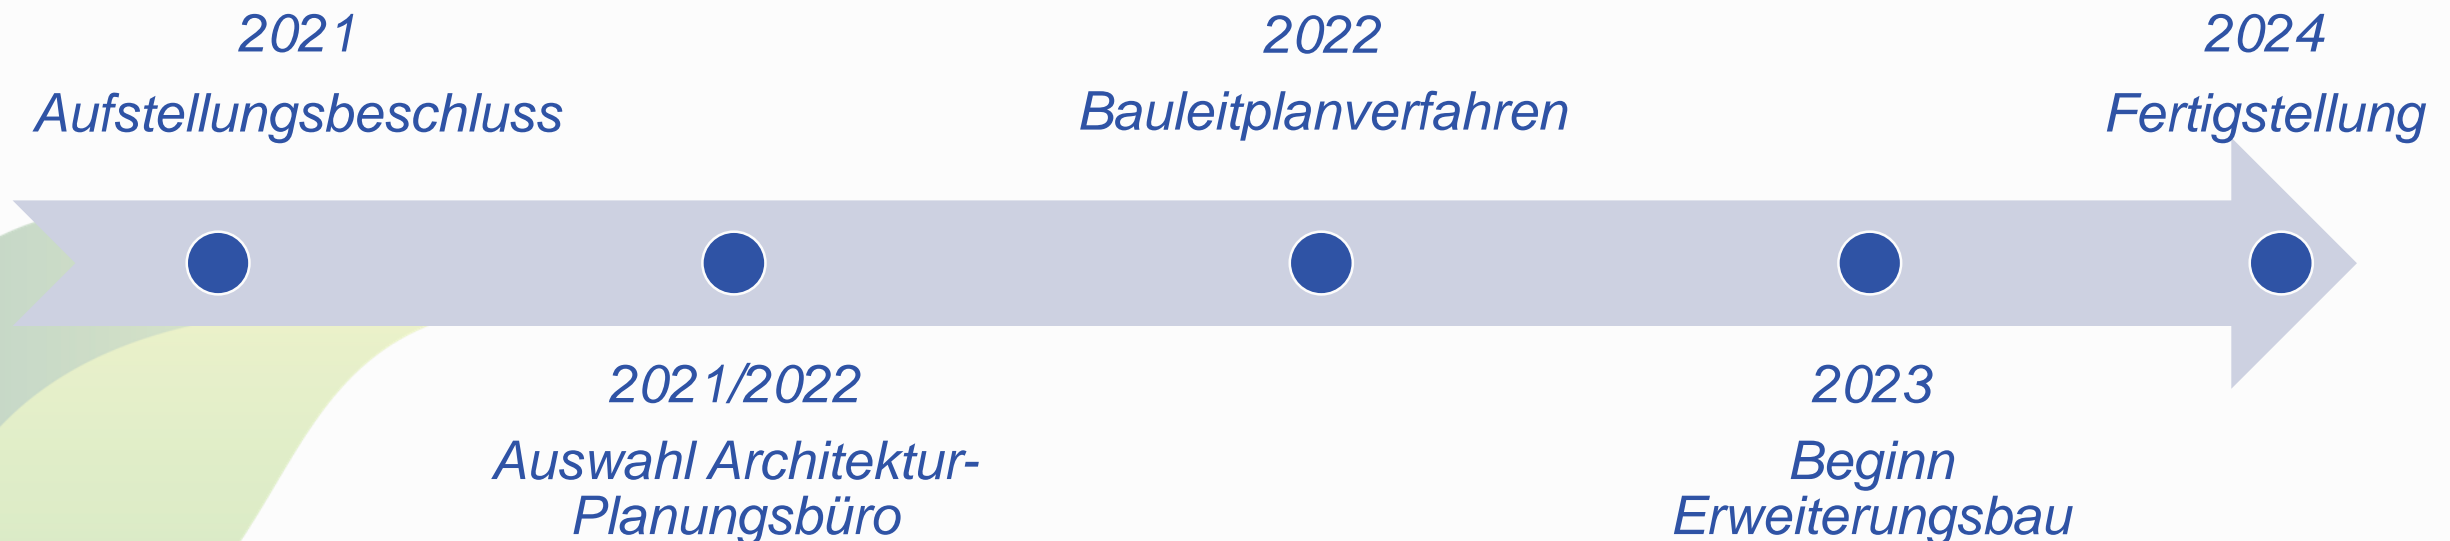 2021
Aufstellungsbeschluss
2021/2022
Auswahl Architektur-
Planungsbüro
2022
Bauleitplanverfahren
2023
Beginn
Erweiterungsbau
2024
Fertigstellung